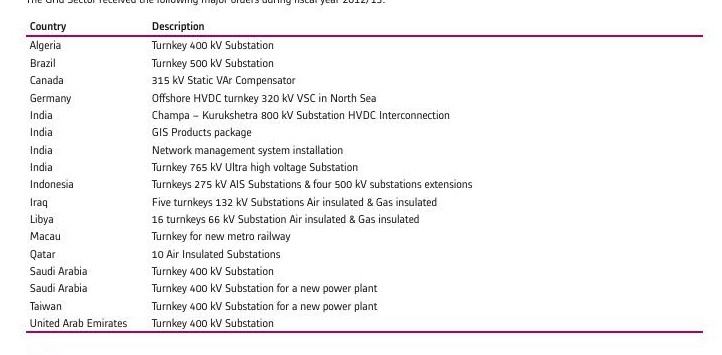 The Grid Sector received the following major orders during fiscal year 2012/13:
Country Description
Algeria Turnkey 400 kV Substation
Brazil Turnkey 500 kV Substation
Canada 315 kV Static VAr Compensator
Germany Offshore HVDC turnkey 320 kV VSC in North Sea
India Champa – Kurukshetra 800 kV Substation HVDC Interconnection
India GIS Products package
India Network management system installation
India Turnkey 765 kV Ultra high voltage Substation
Indonesia Turnkeys 275 kV AIS Substations & four 500 kV substations extensions
Iraq Five turnkeys 132 kV Substations Air insulated & Gas insulated
Libya 16 turnkeys 66 kV Substation Air insulated & Gas insulated
Macau Turnkey for new metro railway
Qatar 10 Air Insulated Substations
Saudi Arabia Turnkey 400 kV Substation
Saudi Arabia Turnkey 400 kV Substation for a new power plant
Taiwan Turnkey 400 kV Substation for a new power plant
United Arab Emirates Turnkey 400 kV Substation